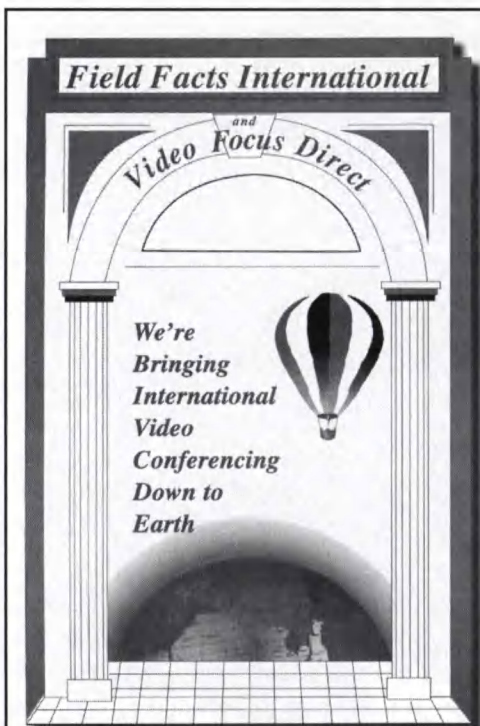 Field Facts International
and
Video Focus Direct
We're
Bringing
International
Video
Conferencing
Down to
Earth